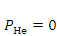 P_He = 0